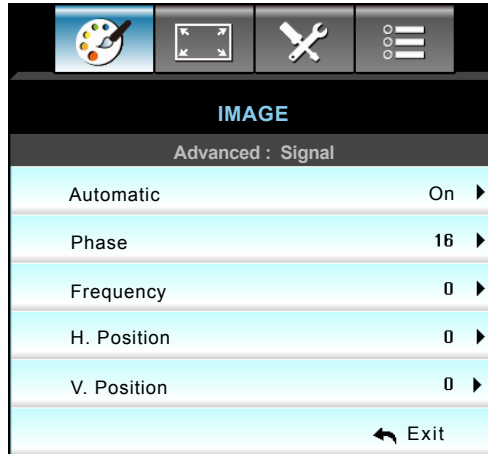 IMAGE
Advanced : Signal
Automatic On
Phase 16
Frequency 0
H. Position 0
V. Position 0
Exit